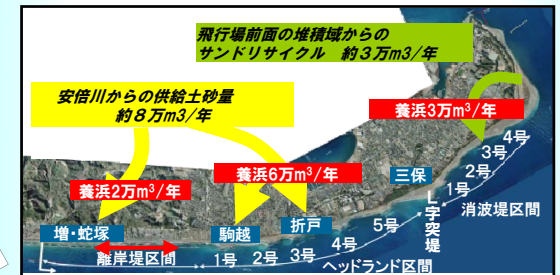 飛行場前面の堆積域からの
サンドリサイクル 約３万m3/年
安倍川からの供給土砂量
約８万m3/年
養浜3万m³/年
養浜6万m³/年
養浜2万m³/年
4号
3号
2号
1号
消波堤区間
三保
L字突堤
増・蛇塚
駒越
折戸
離岸堤区間
1号
2号
3号
4号
5号
ヘッドランド区間